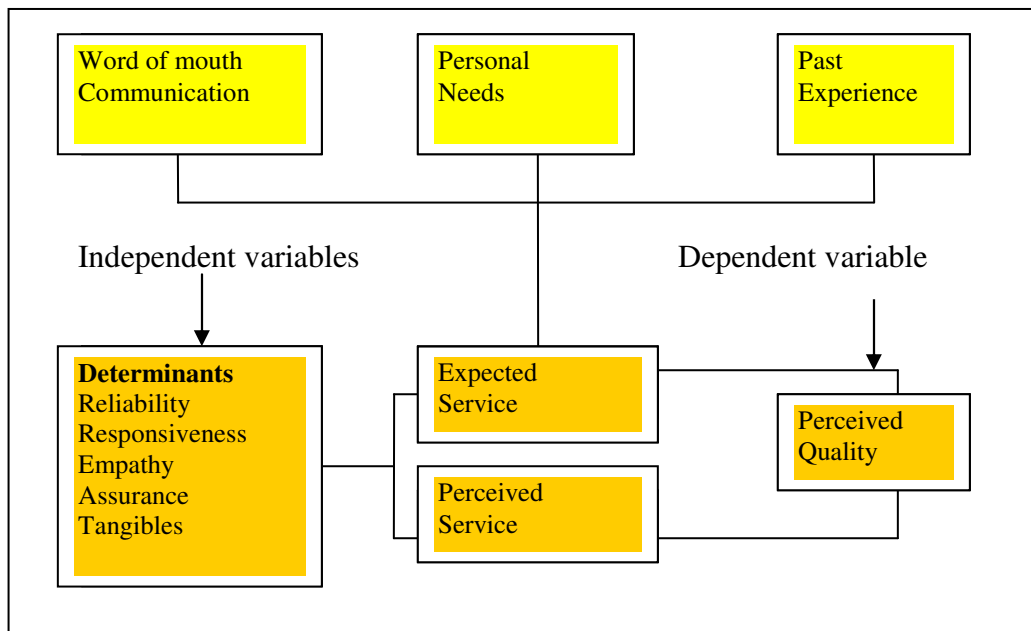 Word of mouth
Communication
Personal
Needs
Past
Experience
Independent variables
Dependent variable
Determinants
Reliability
Responsiveness
Empathy
Assurance
Tangibles
Expected
Service
Perceived
Service
Perceived
Quality